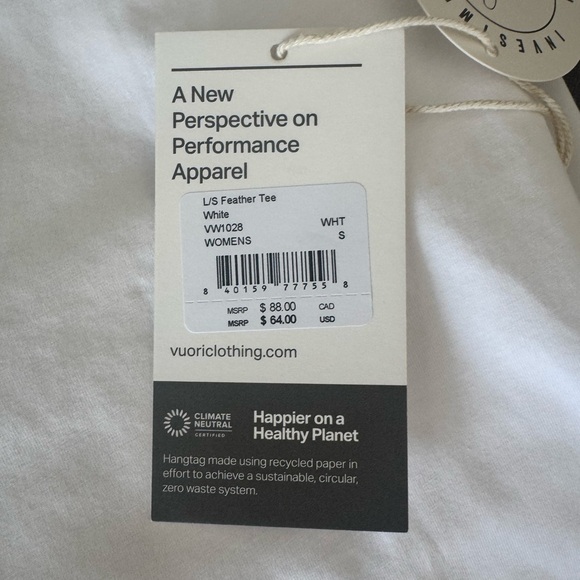 INVESTM
A New
Perspective on
Performance
Apparel
L/S Feather Tee
White
VW1028 WHT
WOMENS S
8 40159 77755 8
MSRP $ 88.00 CAD
MSRP $ 64.00 USD
vuoriclothing.com
CLIMATE
NEUTRAL
CERTIFIED
Happier on a
Healthy Planet
Hangtag made using recycled paper in
effort to achieve a sustainable, circular,
zero waste system.